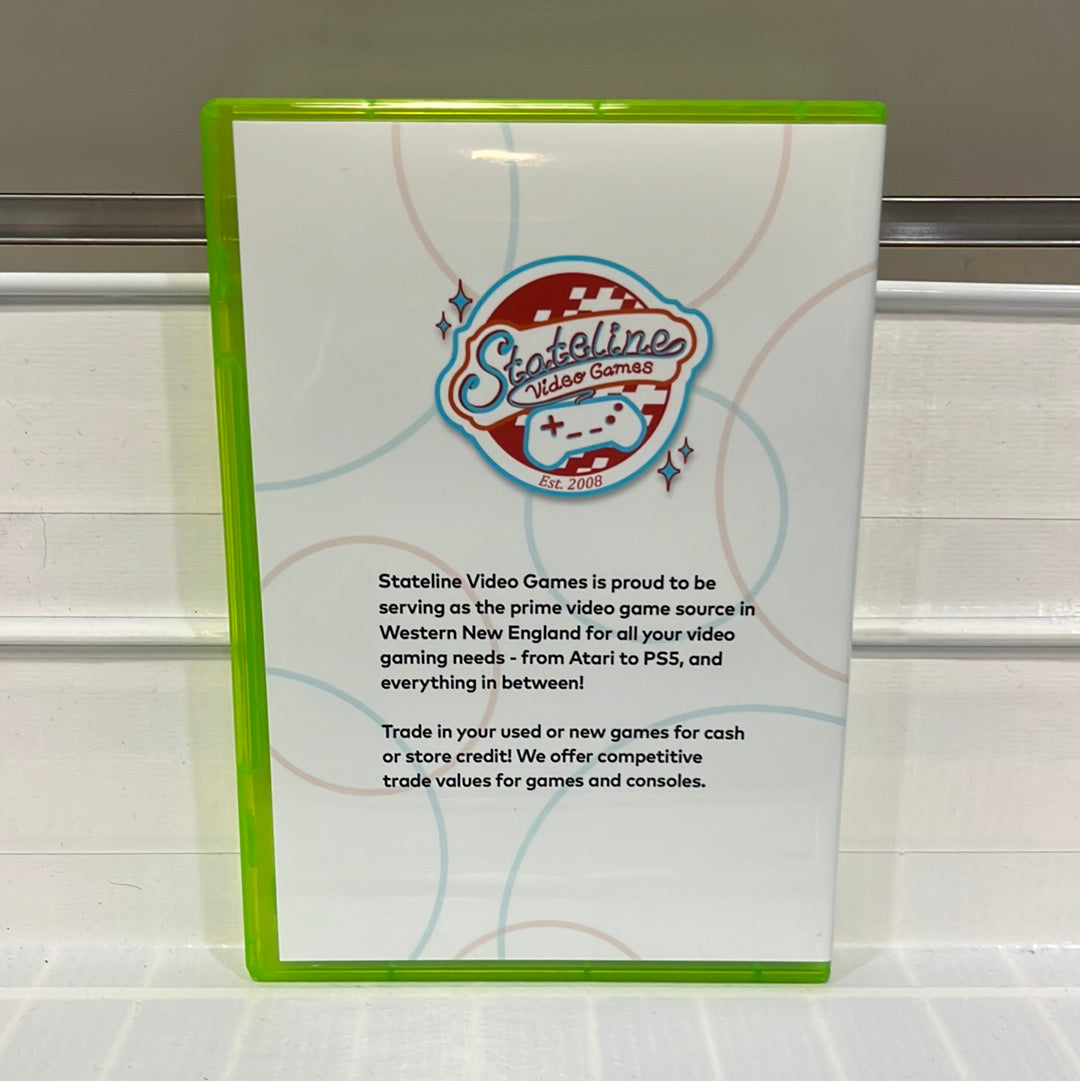 Stateline
Video Games
Est. 2008
Stateline Video Games is proud to be
serving as the prime video game source in
Western New England for all your video
gaming needs - from Atari to PS5, and
everything in between!
Trade in your used or new games for cash
or store credit! We offer competitive
trade values for games and consoles.